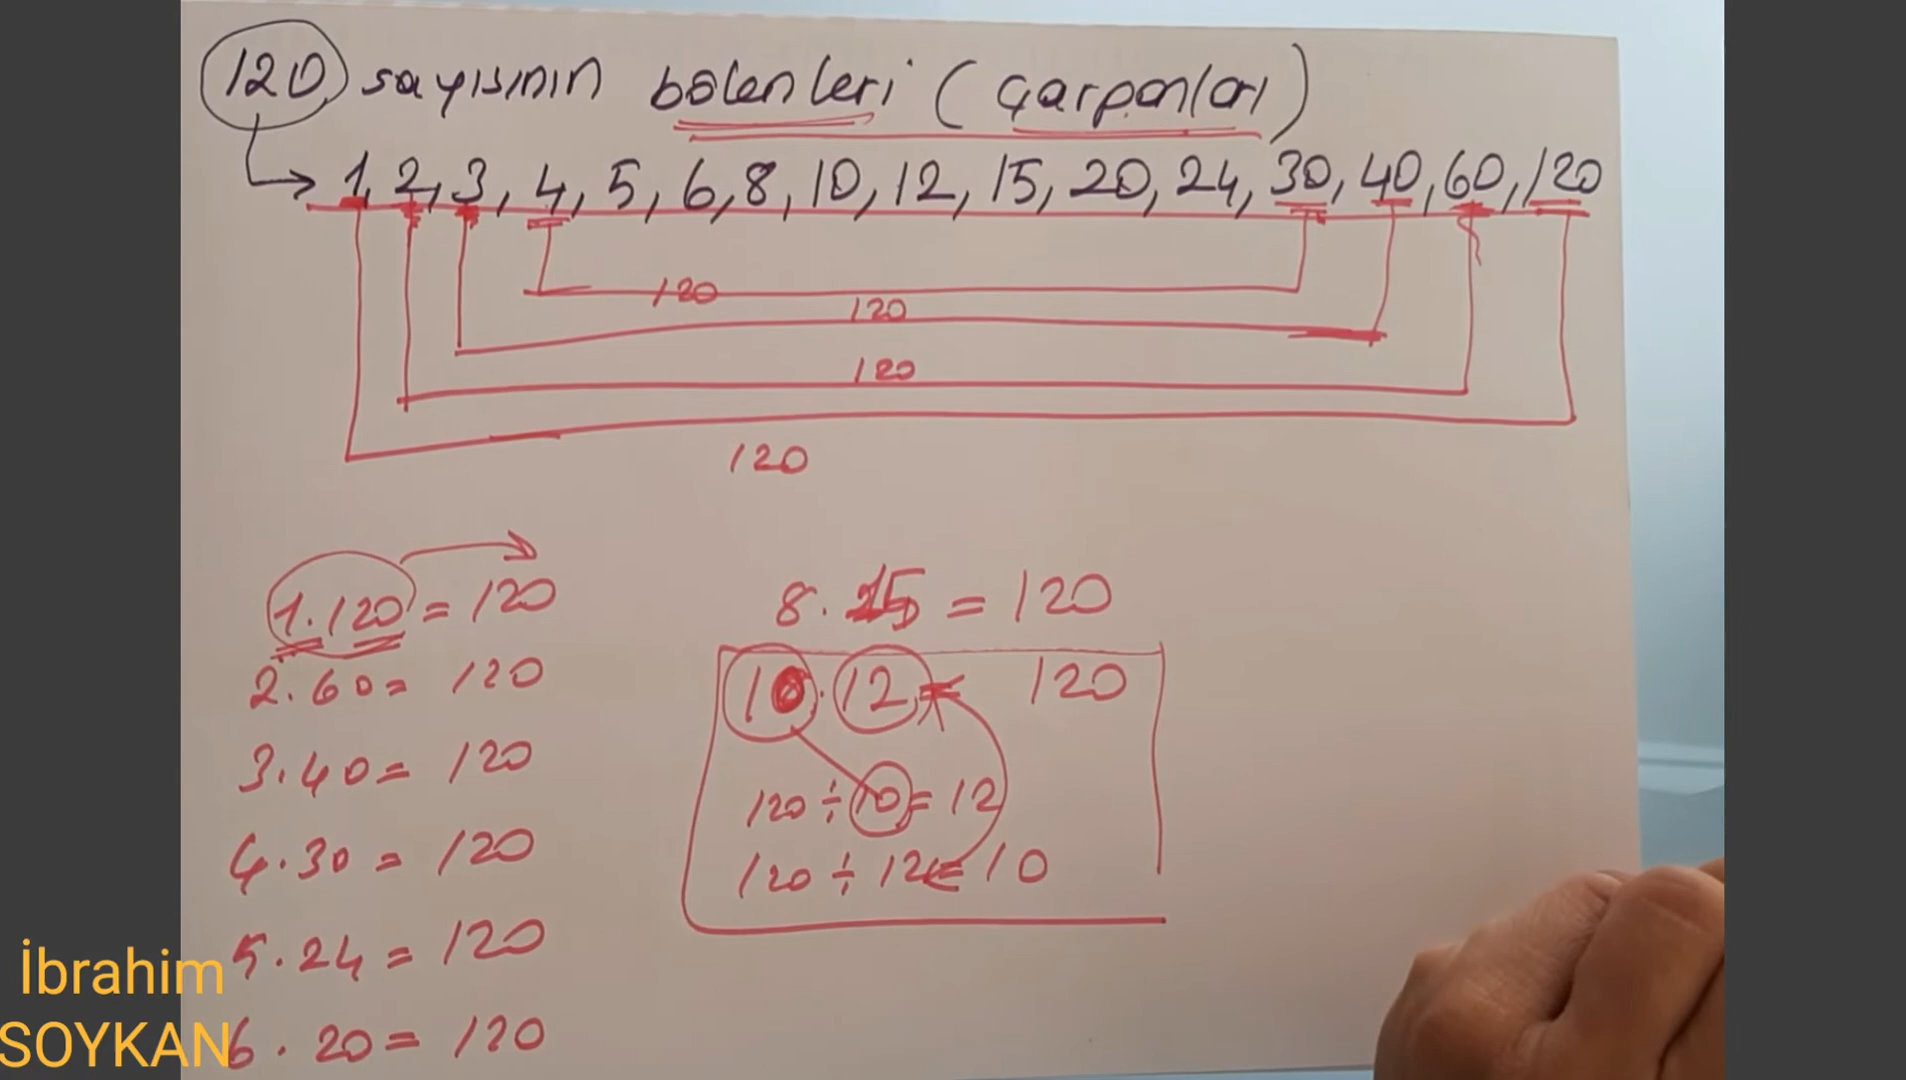 120 sayısının bölenleri (çarpanları)
1, 2, 3, 4, 5, 6, 8, 10, 12, 15, 20, 24, 30, 40, 60, 120
120
120
120
120
1.120 = 120
2.60 = 120
3.40 = 120
4.30 = 120
5.24 = 120
6.20 = 120
8.15 = 120
10.12 = 120
120 ÷ 10 = 12
120 ÷ 12 = 10
İbrahim
SOYKAN